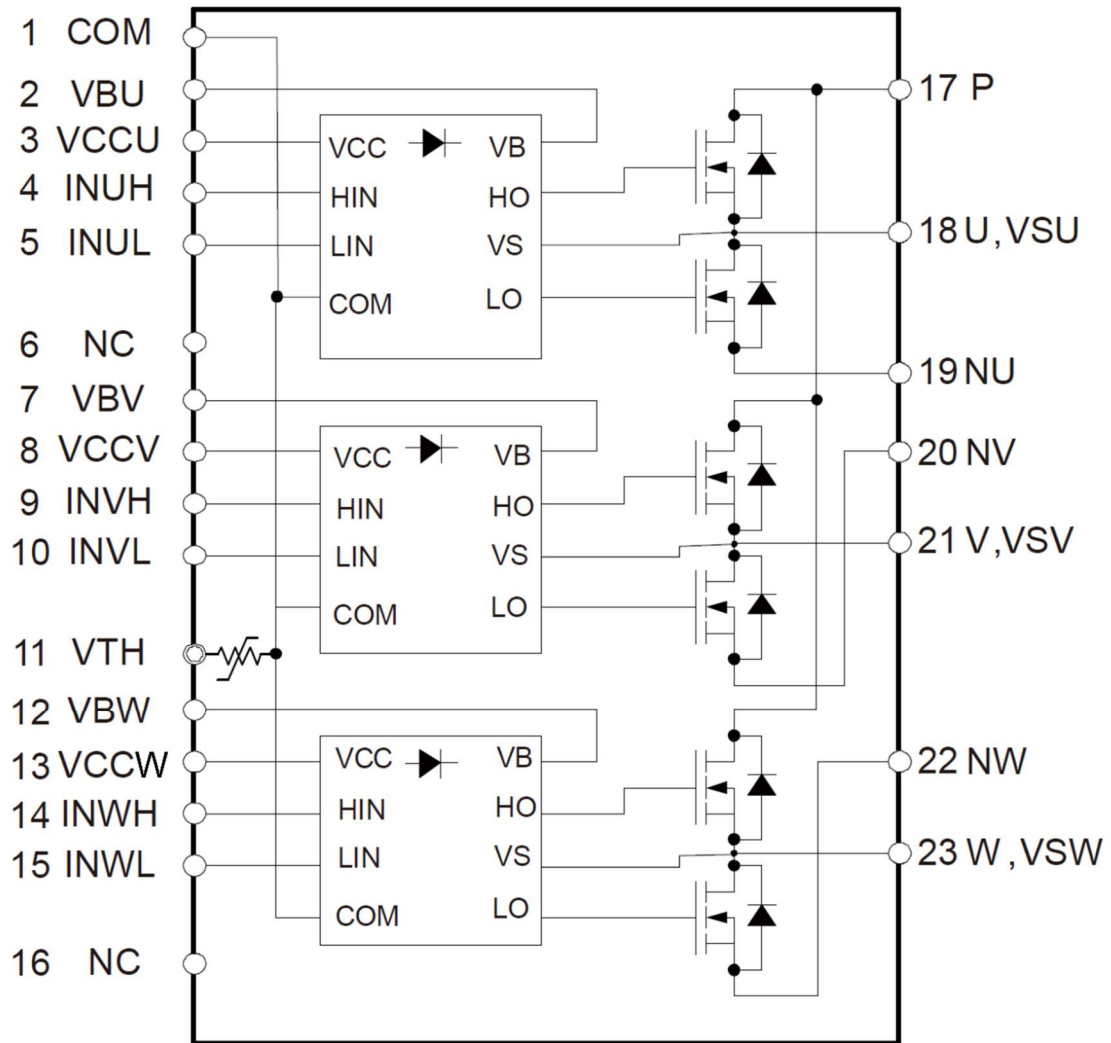 1 COM
2 VBU
3 VCCU
4 INUH
5 INUL
6 NC
7 VBV
8 VCCV
9 INVH
10 INVL
11 VTH
12 VBW
13 VCCW
14 INWH
15 INWL
16 NC
VCC VB
HIN HO
LIN VS
COM LO
VCC VB
HIN HO
LIN VS
COM LO
VCC VB
HIN HO
LIN VS
COM LO
17 P
18 U,VSU
19 NU
20 NV
21 V,VSV
22 NW
23 W,VSW